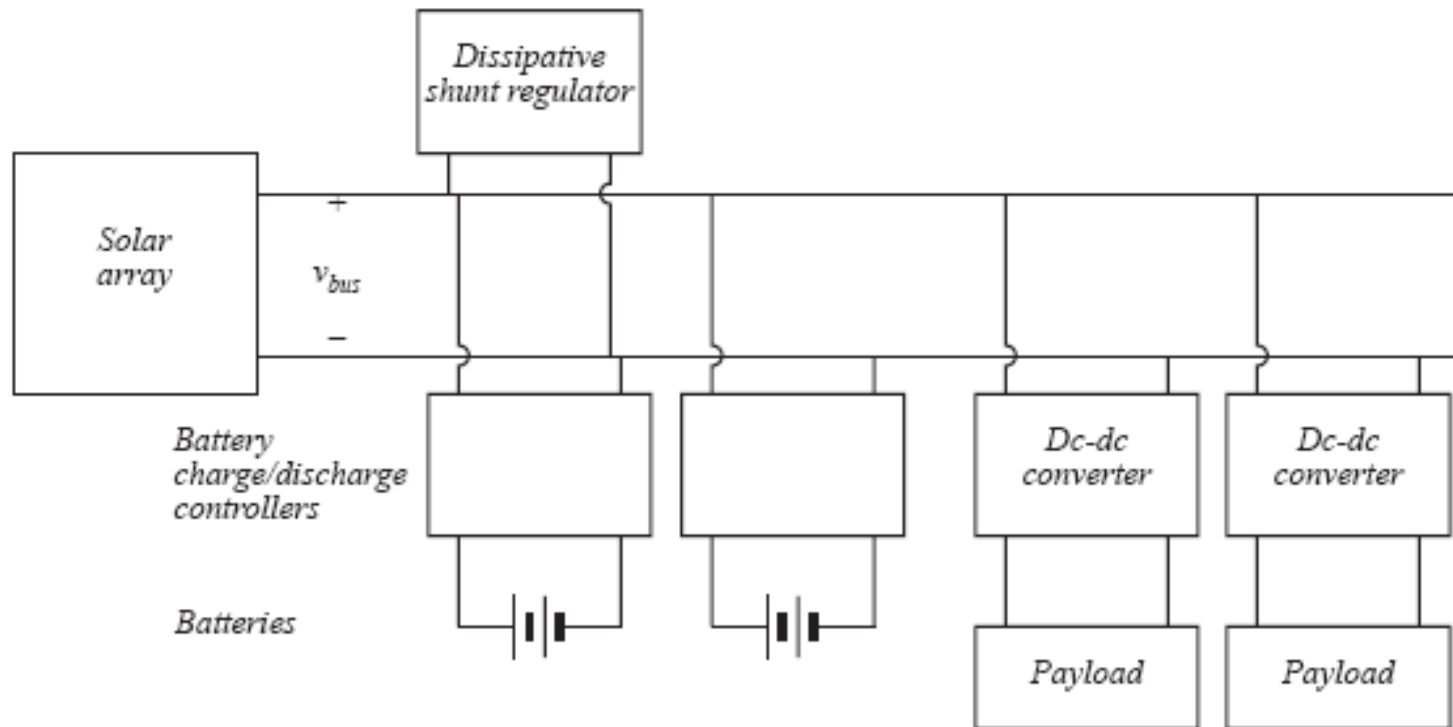 Dissipative
shunt regulator
Solar
array
+
v_bus
–
Battery
charge/discharge
controllers
Dc-dc
converter
Dc-dc
converter
Batteries
Payload
Payload